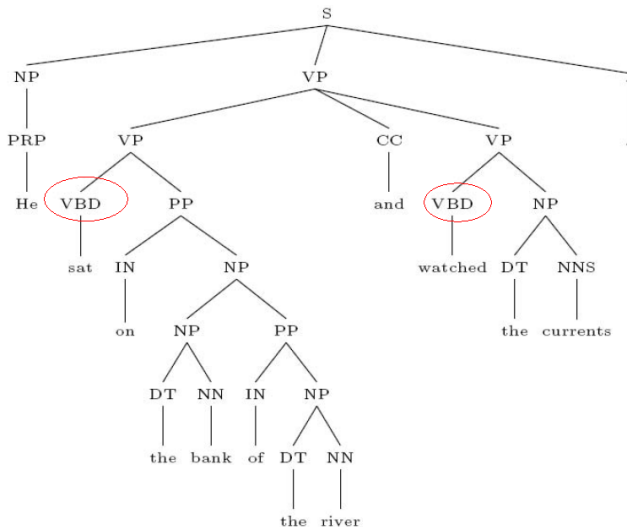 S
NP VP .
PRP VP CC VP .
He VBD PP and VBD NP
sat IN NP watched DT NNS
on NP PP the currents
DT NN IN NP
the bank of DT NN
the river